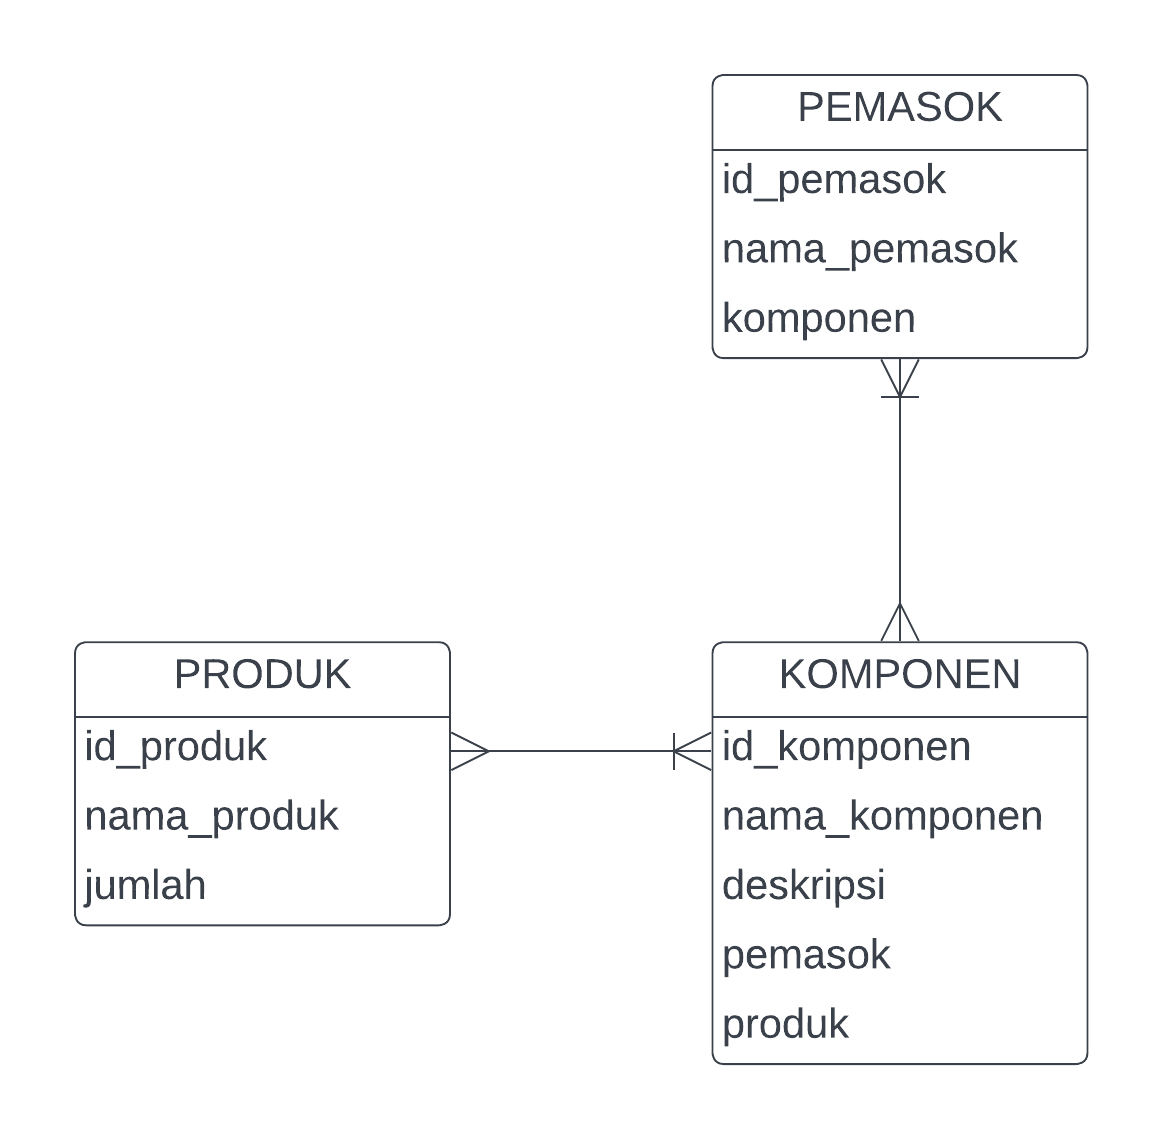 PEMASOK
id_pemasok
nama_pemasok
komponen
PRODUK
id_produk
nama_produk
jumlah
KOMPONEN
id_komponen
nama_komponen
deskripsi
pemasok
produk